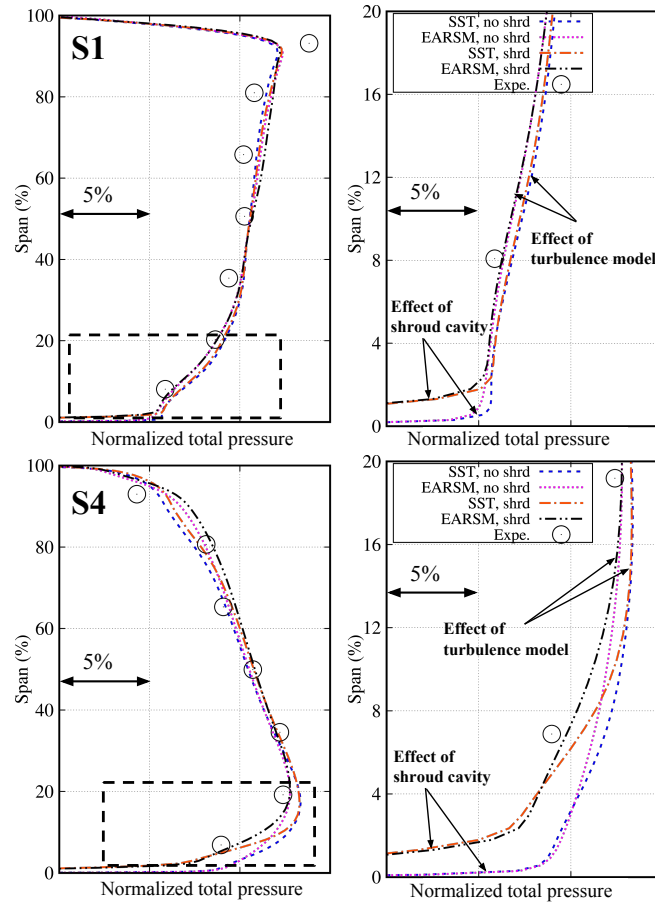 S1
100
80
60
40
20
0
Span (%)
5%
Normalized total pressure
20
16
12
8
4
0
Span (%)
SST, no shrd
EARSM, no shrd
SST, shrd
EARSM, shrd
Expe.
5%
Effect of
turbulence model
Effect of
shroud cavity
Normalized total pressure
S4
100
80
60
40
20
0
Span (%)
5%
Normalized total pressure
20
16
12
8
4
0
Span (%)
SST, no shrd
EARSM, no shrd
SST, shrd
EARSM, shrd
Expe.
5%
Effect of
turbulence model
Effect of
shroud cavity
Normalized total pressure